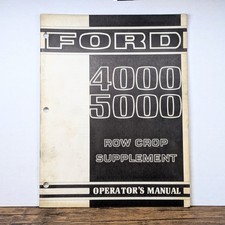 FORD
4000
5000
ROW CROP
SUPPLEMENT
OPERATOR'S MANUAL